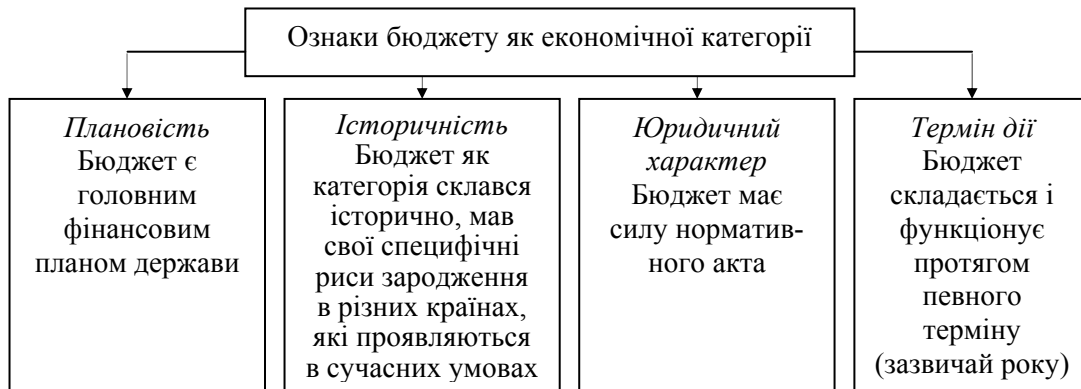 Ознаки бюджету як економічної категорії
Плановість
Бюджет є
головним
фінансовим
планом держави
Історичність
Бюджет як
категорія склався
історично, мав
свої специфічні
риси зародження
в різних країнах,
які проявляються
в сучасних умовах
Юридичний
характер
Бюджет має
силу норматив-
ного акта
Термін дії
Бюджет
складається і
функціонує
протягом
певного
терміну
(зазвичай року)